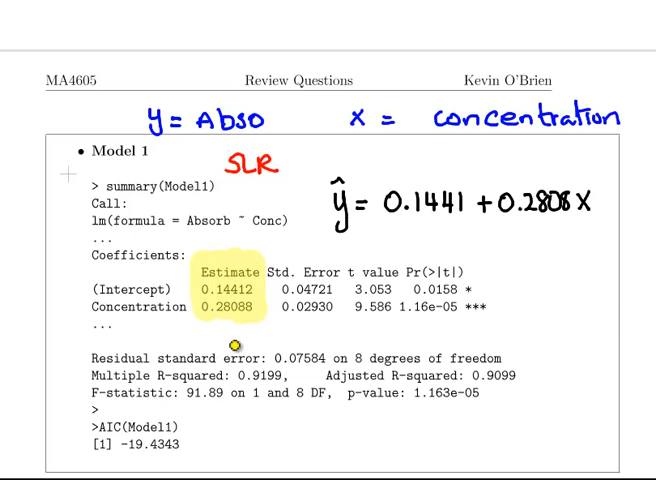 MA4605 Review Questions Kevin O'Brien
y = Abso x = concentration
• Model 1
SLR
> summary(Model1)
ŷ = 0.1441 + 0.2808 x
Call:
lm(formula = Absorb ~ Conc)
...
Coefficients:
Estimate Std. Error t value Pr(>|t|)
(Intercept) 0.14412 0.04721 3.053 0.0158 *
Concentration 0.28088 0.02930 9.586 1.16e-05 ***
...
Residual standard error: 0.07584 on 8 degrees of freedom
Multiple R-squared: 0.9199, Adjusted R-squared: 0.9099
F-statistic: 91.89 on 1 and 8 DF, p-value: 1.163e-05
>
>AIC(Model1)
[1] -19.4343